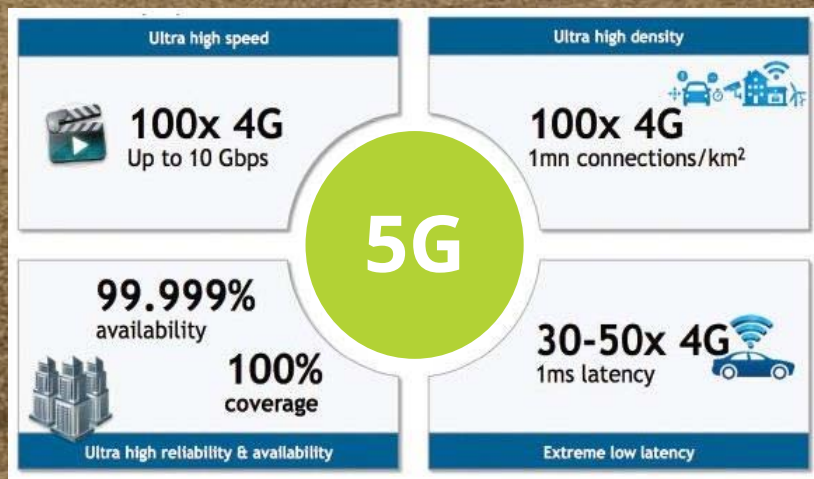 Ultra high speed
100x 4G
Up to 10 Gbps
Ultra high density
100x 4G
1mn connections/km²
5G
99.999%
availability
100%
coverage
Ultra high reliability & availability
30-50x 4G
1ms latency
Extreme low latency